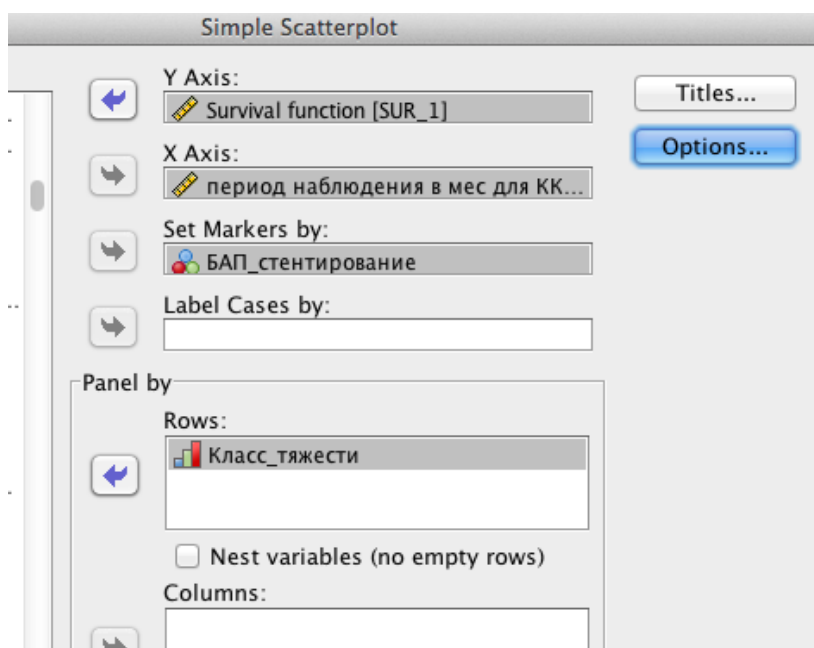 Simple Scatterplot
Y Axis:
Survival function [SUR_1]
Titles...
X Axis:
Options...
период наблюдения в мес для КК...
Set Markers by:
БАП_стентирование
Label Cases by:
Panel by
Rows:
Класс_тяжести
Nest variables (no empty rows)
Columns: